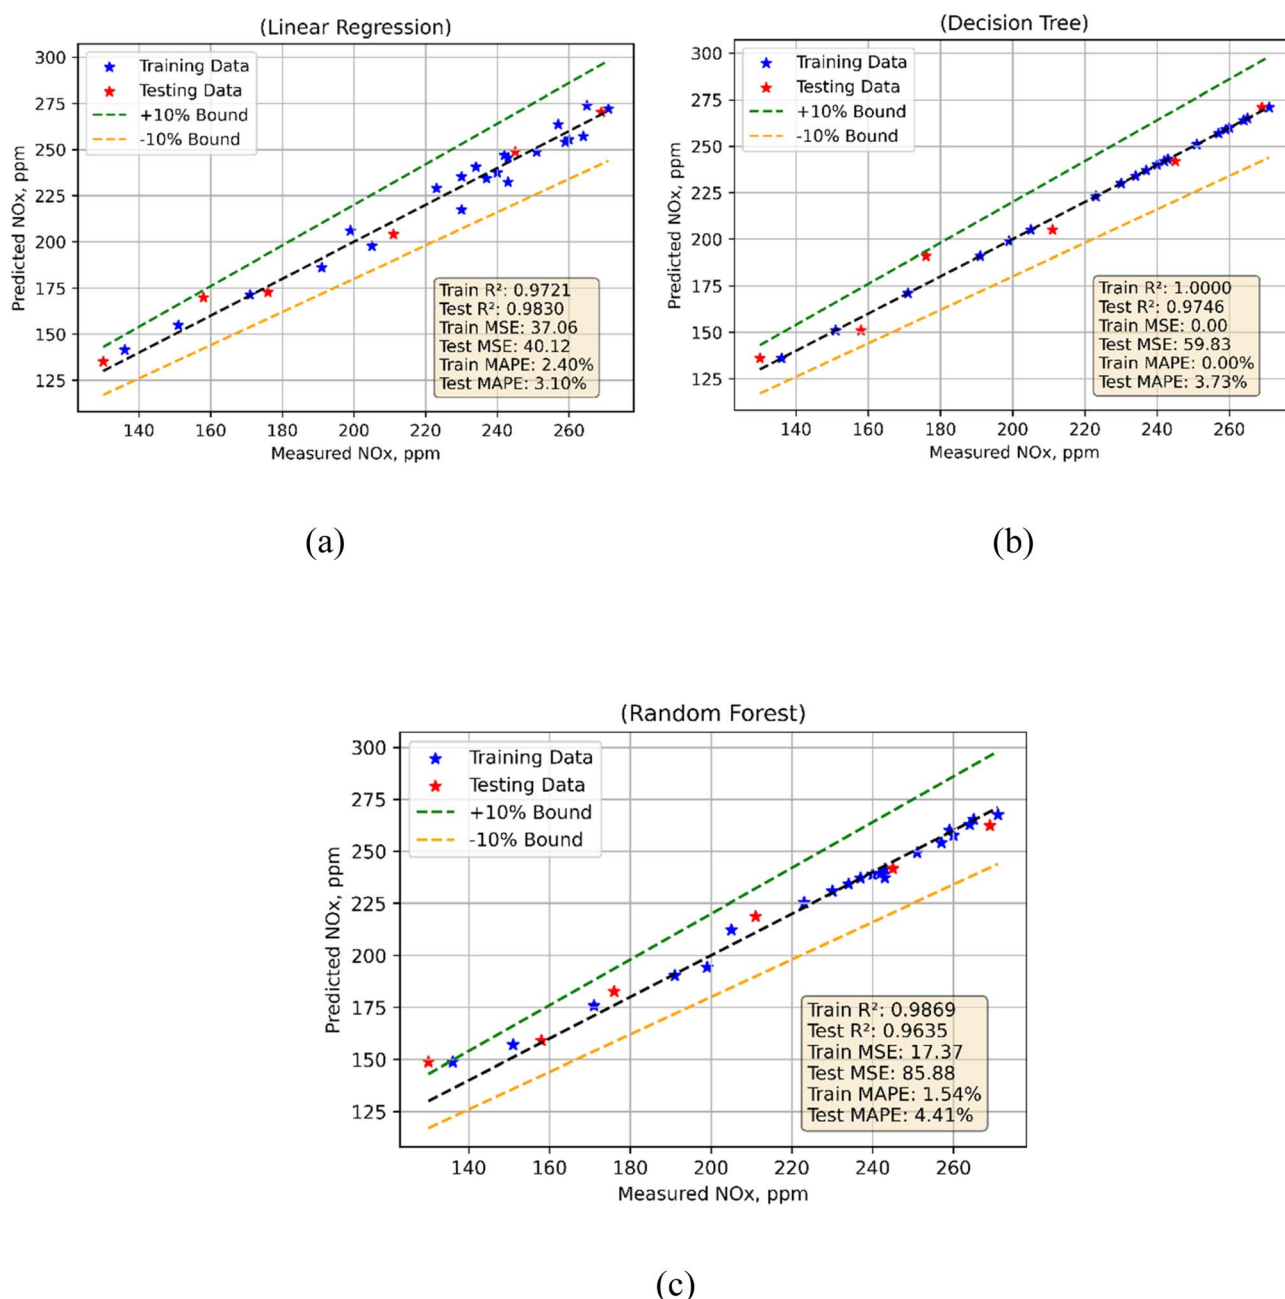 (Linear Regression)
300
275
250
225
200
175
150
125
Predicted NOx, ppm
Training Data
Testing Data
+10% Bound
-10% Bound
Train R²: 0.9721
Test R²: 0.9830
Train MSE: 37.06
Test MSE: 40.12
Train MAPE: 2.40%
Test MAPE: 3.10%
140 160 180 200 220 240 260
Measured NOx, ppm
(a)
(Decision Tree)
300
275
250
225
200
175
150
125
Predicted NOx, ppm
Training Data
Testing Data
+10% Bound
-10% Bound
Train R²: 1.0000
Test R²: 0.9746
Train MSE: 0.00
Test MSE: 59.83
Train MAPE: 0.00%
Test MAPE: 3.73%
140 160 180 200 220 240 260
Measured NOx, ppm
(b)
(Random Forest)
300
275
250
225
200
175
150
125
Predicted NOx, ppm
Training Data
Testing Data
+10% Bound
-10% Bound
Train R²: 0.9869
Test R²: 0.9635
Train MSE: 17.37
Test MSE: 85.88
Train MAPE: 1.54%
Test MAPE: 4.41%
140 160 180 200 220 240 260
Measured NOx, ppm
(c)